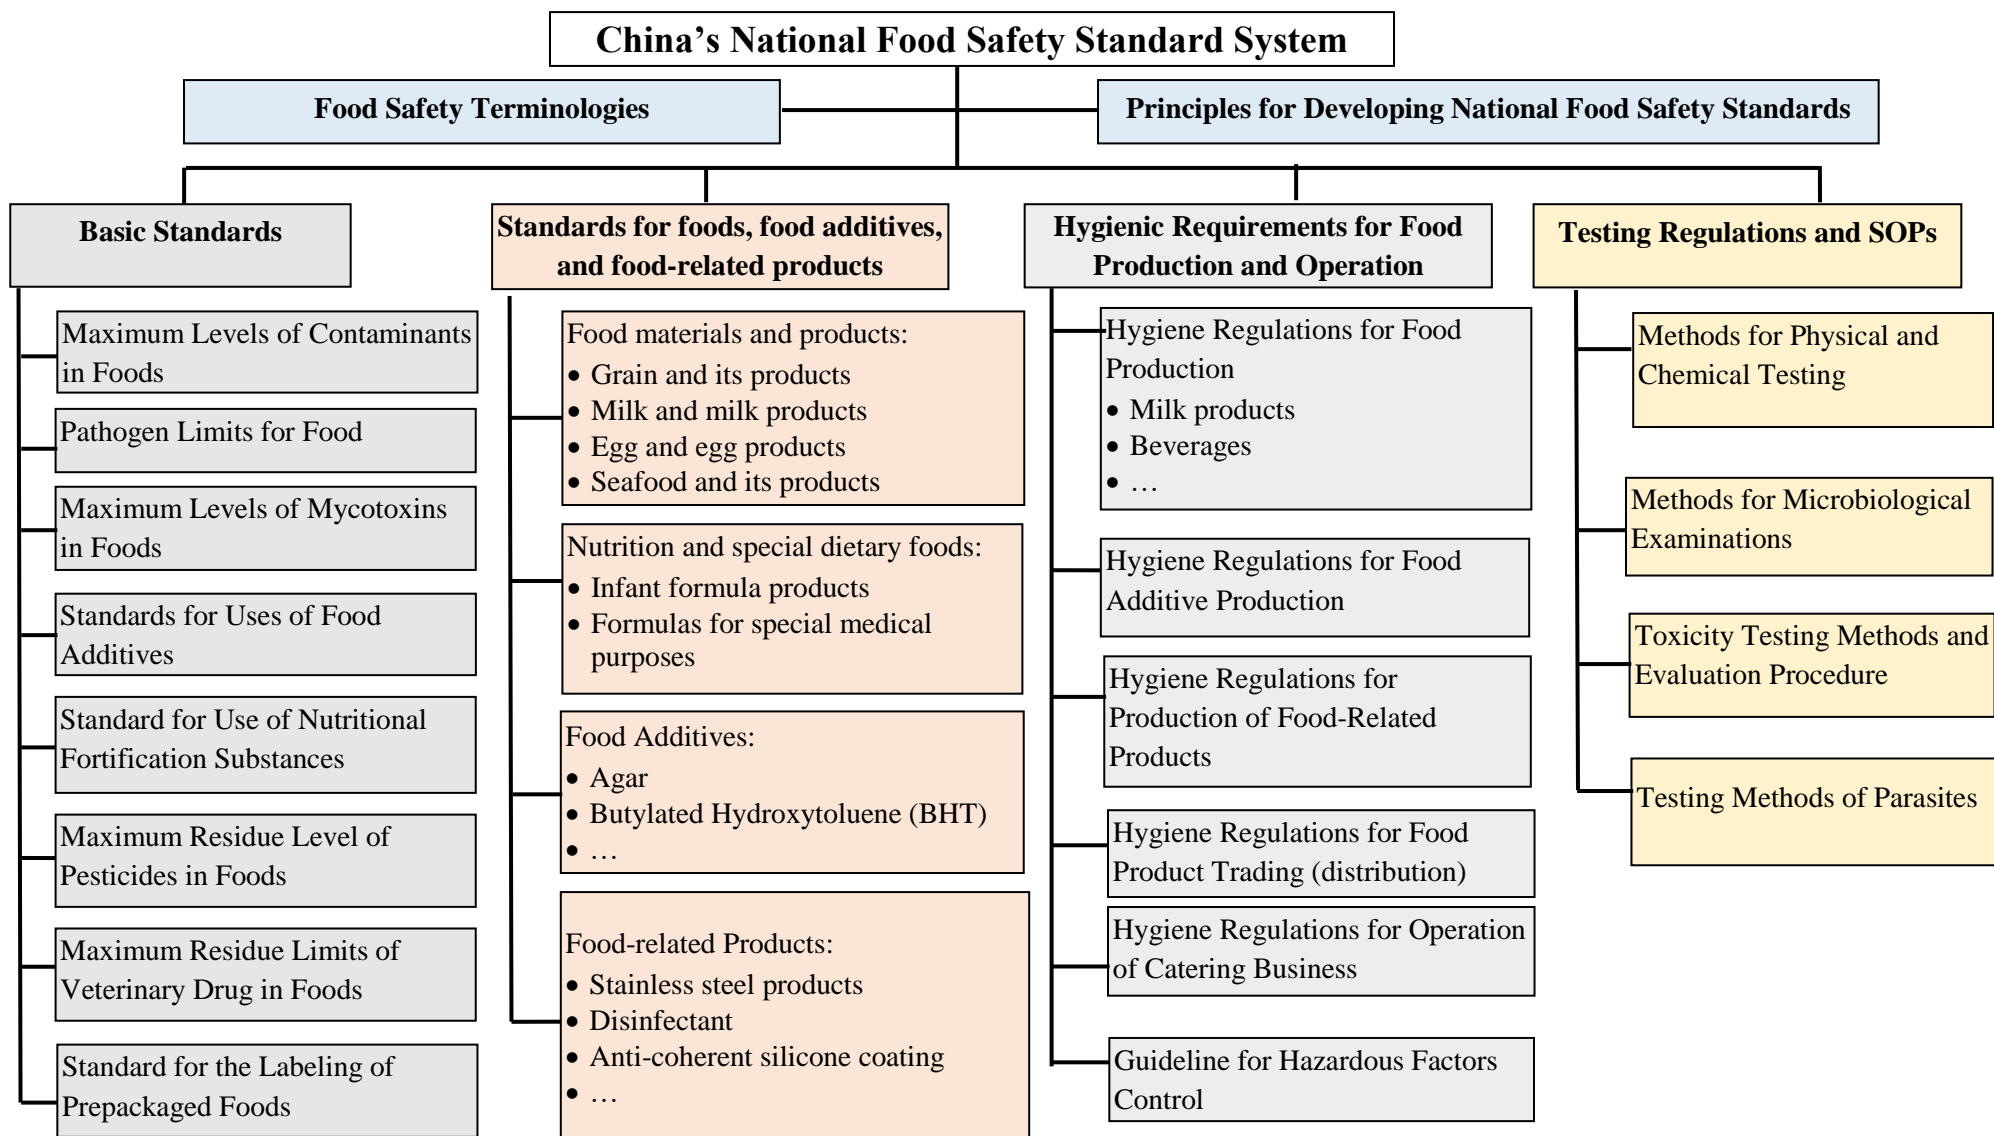 China’s National Food Safety Standard System
Food Safety Terminologies
Principles for Developing National Food Safety Standards
Basic Standards
Maximum Levels of Contaminants
in Foods
Pathogen Limits for Food
Maximum Levels of Mycotoxins
in Foods
Standards for Uses of Food
Additives
Standard for Use of Nutritional
Fortification Substances
Maximum Residue Level of
Pesticides in Foods
Maximum Residue Limits of
Veterinary Drug in Foods
Standard for the Labeling of
Prepackaged Foods
Standards for foods, food additives,
and food-related products
Food materials and products:
• Grain and its products
• Milk and milk products
• Egg and egg products
• Seafood and its products
Nutrition and special dietary foods:
• Infant formula products
• Formulas for special medical
purposes
Food Additives:
• Agar
• Butylated Hydroxytoluene (BHT)
• …
Food-related Products:
• Stainless steel products
• Disinfectant
• Anti-coherent silicone coating
• …
Hygienic Requirements for Food
Production and Operation
Hygiene Regulations for Food
Production
• Milk products
• Beverages
• …
Hygiene Regulations for Food
Additive Production
Hygiene Regulations for
Production of Food-Related
Products
Hygiene Regulations for Food
Product Trading (distribution)
Hygiene Regulations for Operation
of Catering Business
Guideline for Hazardous Factors
Control
Testing Regulations and SOPs
Methods for Physical and
Chemical Testing
Methods for Microbiological
Examinations
Toxicity Testing Methods and
Evaluation Procedure
Testing Methods of Parasites